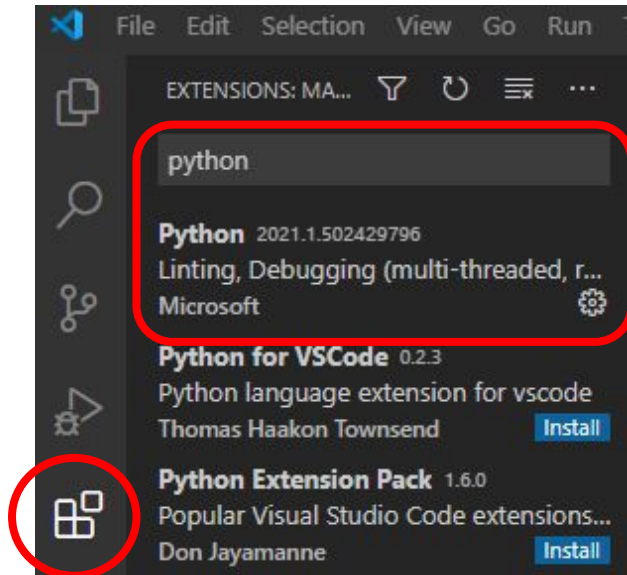 File Edit Selection View Go Run
EXTENSIONS: MA...
python
Python 2021.1.502429796
Linting, Debugging (multi-threaded, r...
Microsoft
Python for VSCode 0.2.3
Python language extension for vscode
Thomas Haakon Townsend Install
Python Extension Pack 1.6.0
Popular Visual Studio Code extensions...
Don Jayamanne Install